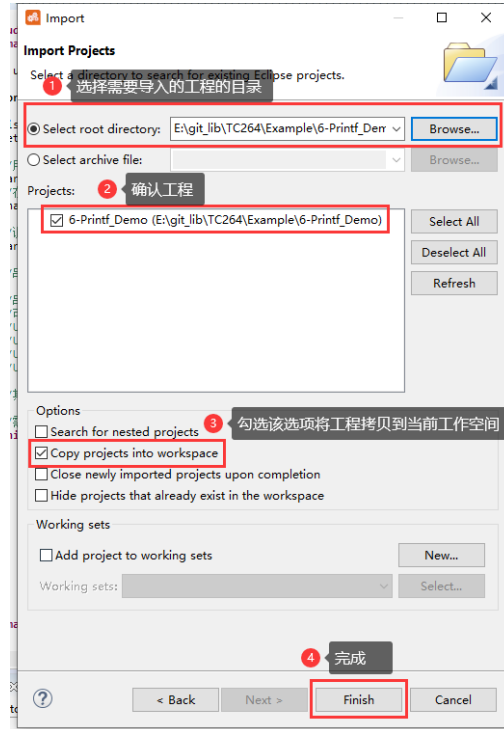 Import
Import Projects
Select a directory to search for existing Eclipse projects.
1 选择需要导入的工程的目录
Select root directory: E:\git_lib\TC264\Example\6-Printf_Dem Browse...
Select archive file: Browse...
Projects: 2 确认工程
6-Printf_Demo (E:\git_lib\TC264\Example\6-Printf_Demo) Select All
Deselect All
Refresh
Options
Search for nested projects 3 勾选该选项将工程拷贝到当前工作空间
Copy projects into workspace
Close newly imported projects upon completion
Hide projects that already exist in the workspace
Working sets
Add project to working sets New...
Working sets: Select...
4 完成
? < Back Next > Finish Cancel